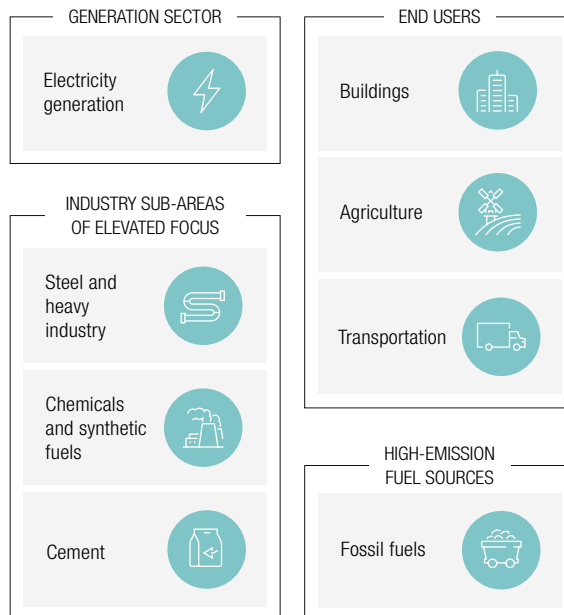 GENERATION SECTOR
Electricity
generation
INDUSTRY SUB-AREAS
OF ELEVATED FOCUS
Steel and
heavy
industry
Chemicals
and synthetic
fuels
Cement
END USERS
Buildings
Agriculture
Transportation
HIGH-EMISSION
FUEL SOURCES
Fossil fuels